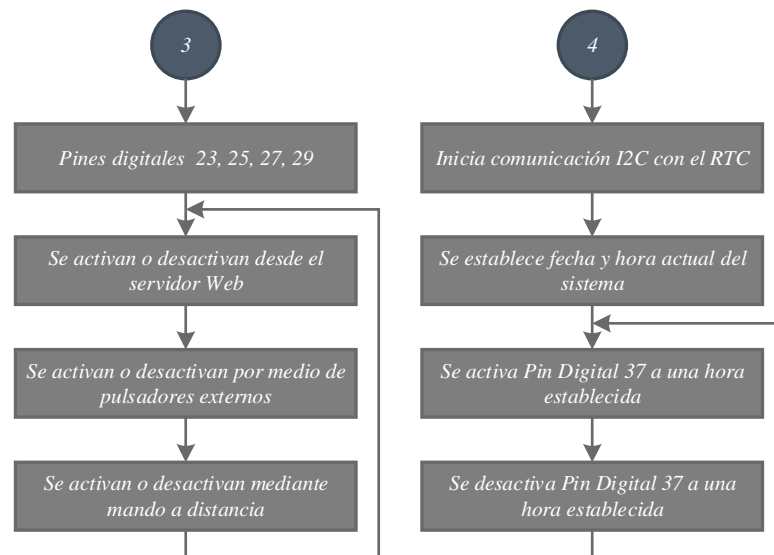 3
Pines digitales 23, 25, 27, 29
Se activan o desactivan desde el
servidor Web
Se activan o desactivan por medio de
pulsadores externos
Se activan o desactivan mediante
mando a distancia
4
Inicia comunicación I2C con el RTC
Se establece fecha y hora actual del
sistema
Se activa Pin Digital 37 a una hora
establecida
Se desactiva Pin Digital 37 a una
hora establecida